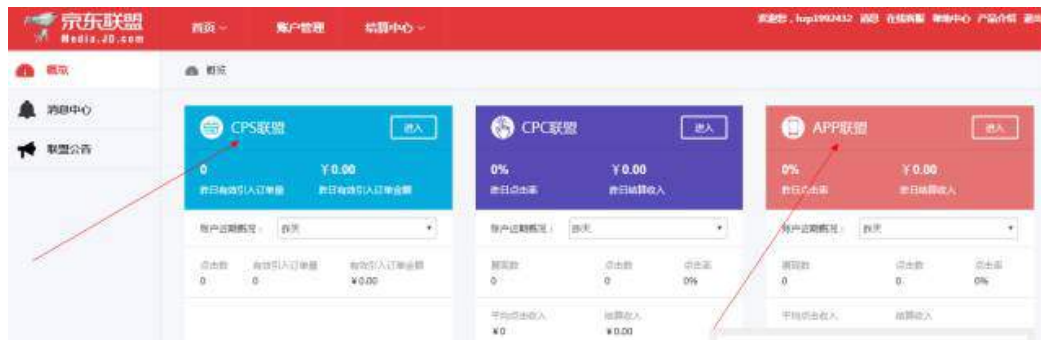 京东联盟
Media.JD.com
首页
账户管理
结算中心
消息 在线客服 帮助中心 产品介绍
概览
概览
消息中心
联盟公告
CPS联盟
进入
0
¥0.00
昨日有效引入订单量
昨日有效引入订单金额
账户近期概况：
昨天
点击数
有效引入订单量
有效引入订单金额
0
0
¥0.00
CPC联盟
进入
0%
¥0.00
昨日点击率
昨日结算收入
账户近期概况：
昨天
展现数
点击数
点击率
0
0
0%
平均点击收入
结算收入
¥0
¥0.00
APP联盟
进入
0%
¥0.00
昨日点击率
昨日结算收入
账户近期概况：
昨天
展现数
点击数
点击率
0
0
0%
平均点击收入
结算收入